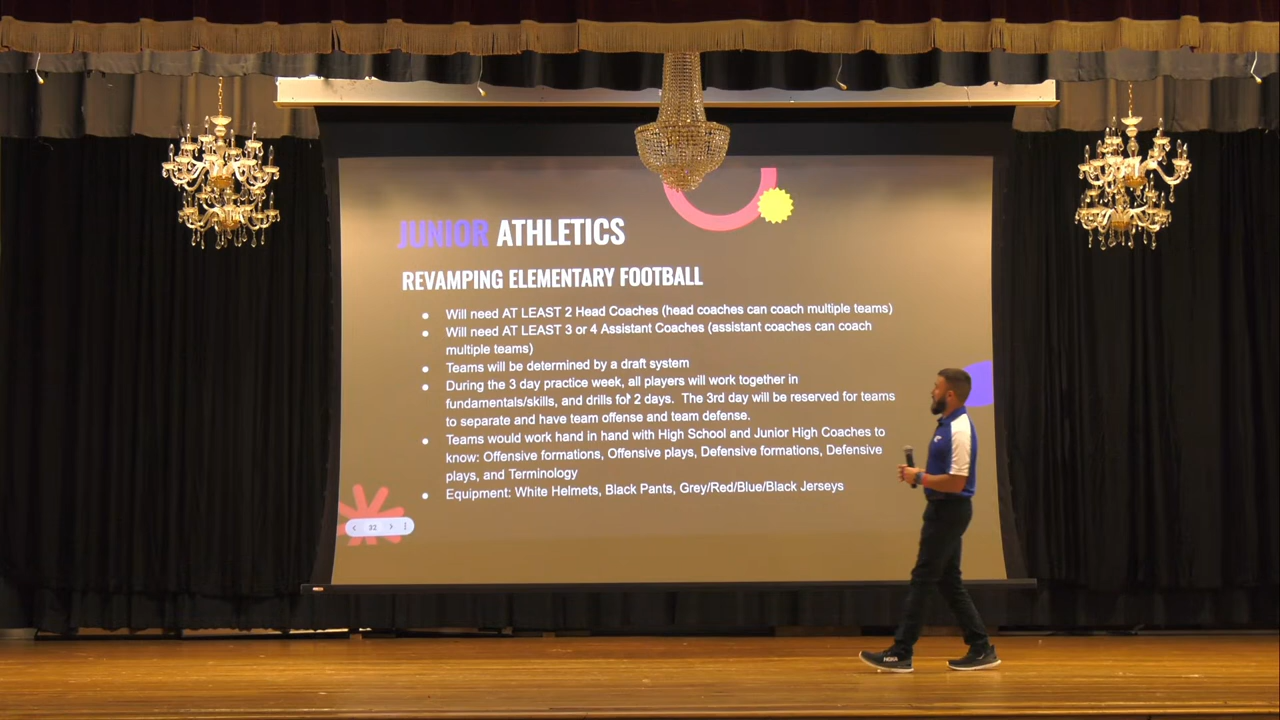 JUNIOR ATHLETICS
REVAMPING ELEMENTARY FOOTBALL
● Will need AT LEAST 2 Head Coaches (head coaches can coach multiple teams)
● Will need AT LEAST 3 or 4 Assistant Coaches (assistant coaches can coach
multiple teams)
● Teams will be determined by a draft system
● During the 3 day practice week, all players will work together in
fundamentals/skills, and drills for 2 days. The 3rd day will be reserved for teams
to separate and have team offense and team defense.
● Teams would work hand in hand with High School and Junior High Coaches to
know: Offensive formations, Offensive plays, Defensive formations, Defensive
plays, and Terminology
● Equipment: White Helmets, Black Pants, Grey/Red/Blue/Black Jerseys
22
HOKA